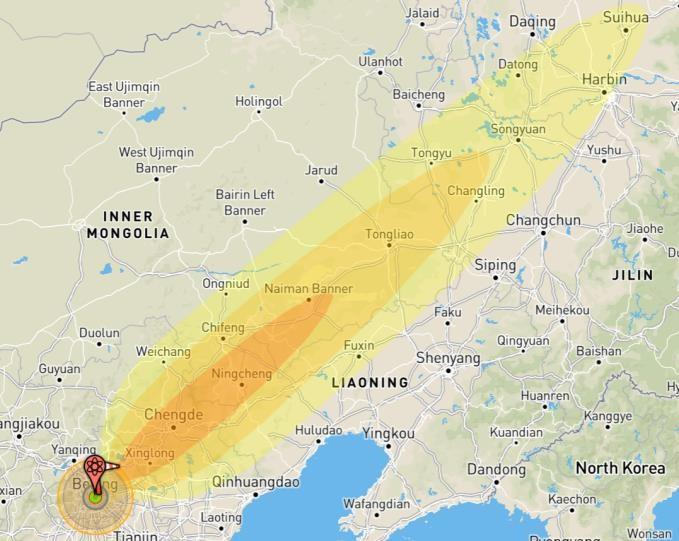 Jalaid
Daqing
Suihua
Ulanhot
Datong
Harbin
East Ujimqin
Banner
Holingol
Baicheng
Songyuan
West Ujimqin
Banner
Tongyu
Yushu
Jarud
Bairin Left
Banner
Changling
INNER
MONGOLIA
Tongliao
Changchun
Jiaohe
Siping
JILIN
Ongniud
Naiman Banner
Chifeng
Faku
Meihekou
Duolun
Weichang
Fuxin
Qingyuan
Baishan
Guyuan
Ningcheng
LIAONING
Shenyang
Huanren
Chengde
Kanggye
angjiakou
Huludao
Yingkou
Kuandian
Yanqing
Xinglong
Dandong
North Korea
Qinhuangdao
xian
Wafangdian
Kaechon
Laoting
Tianjin
Wonsan